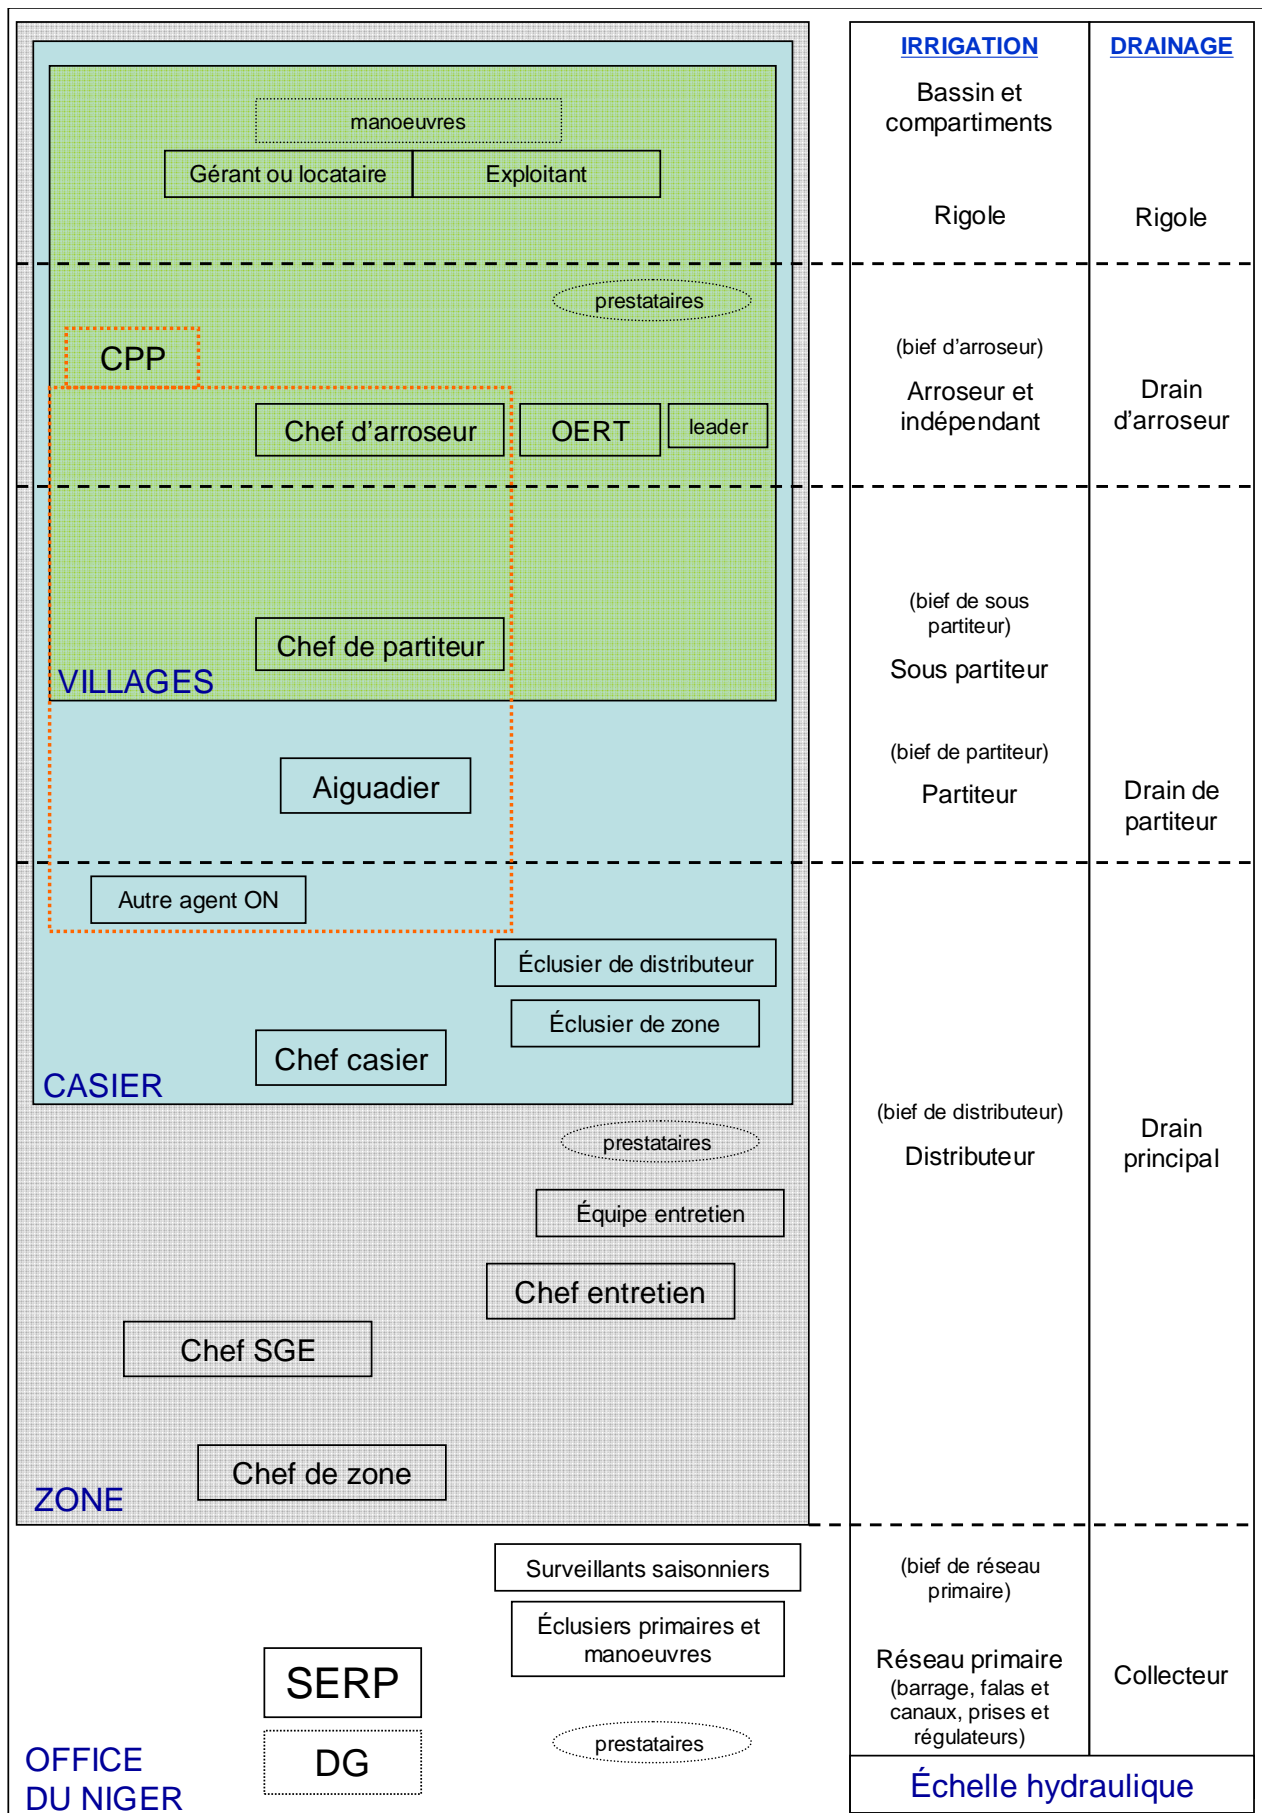 manoeuvres
Gérant ou locataire
Exploitant
prestataires
CPP
Chef d'arroseur
OERT
leader
Chef de partiteur
VILLAGES
Aiguadier
Autre agent ON
Éclusier de distributeur
Éclusier de zone
Chef casier
CASIER
prestataires
Équipe entretien
Chef entretien
Chef SGE
Chef de zone
ZONE
Surveillants saisonniers
Éclusiers primaires et
manoeuvres
SERP
DG
prestataires
OFFICE
DU NIGER
IRRIGATION
Bassin et
compartiments
Rigole
(bief d'arroseur)
Arroseur et
indépendant
(bief de sous
partiteur)
Sous partiteur
(bief de partiteur)
Partiteur
(bief de distributeur)
Distributeur
(bief de réseau
primaire)
Réseau primaire
(barrage, falas et
canaux, prises et
régulateurs)
DRAINAGE
Rigole
Drain
d’arroseur
Drain de
partiteur
Drain
principal
Collecteur
Échelle hydraulique